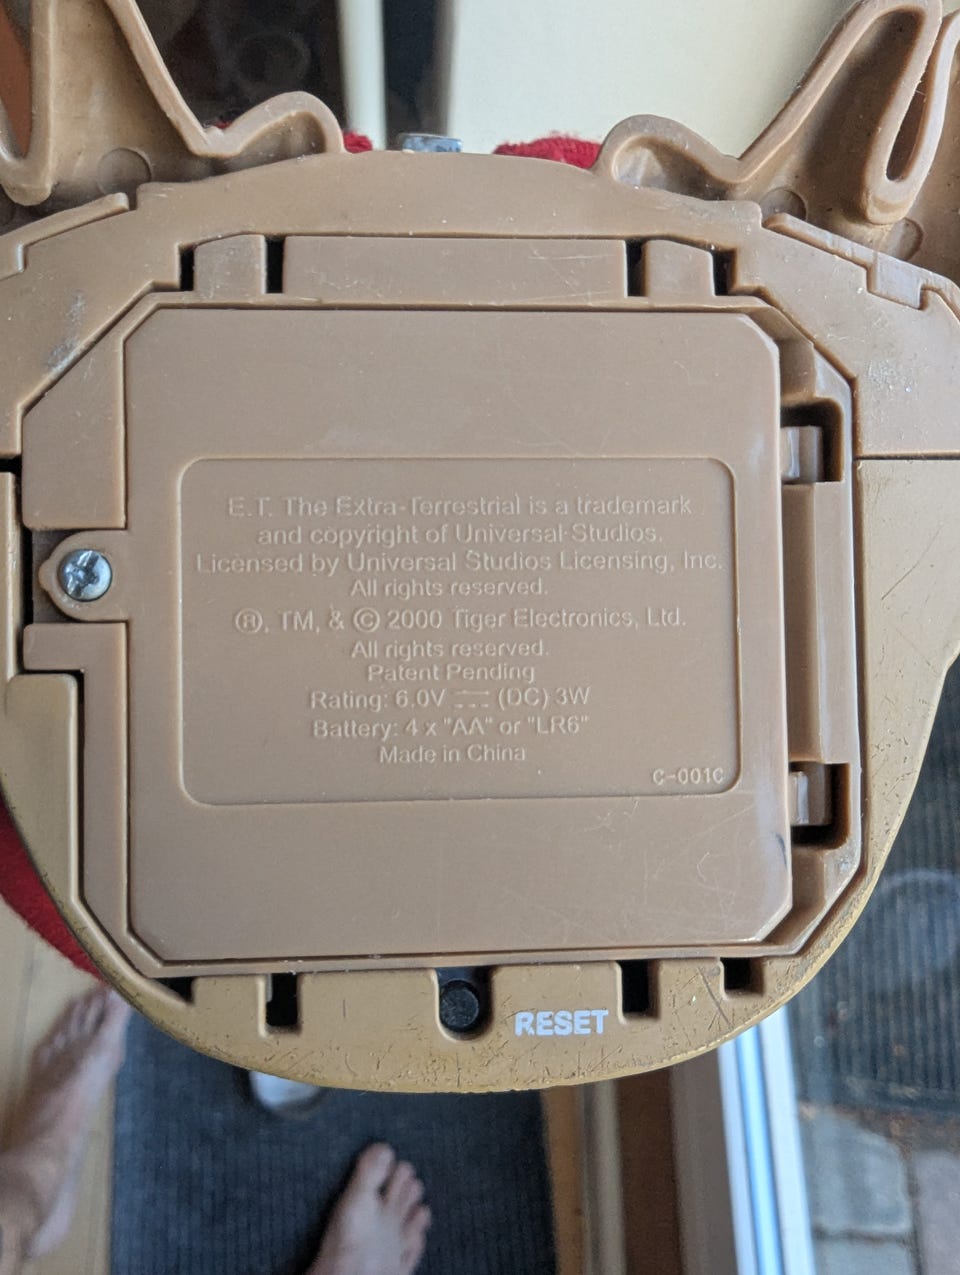 E.T. The Extra-Terrestrial is a trademark
and copyright of Universal Studios.
Licensed by Universal Studios Licensing, Inc.
All rights reserved.
®, TM, & © 2000 Tiger Electronics, Ltd.
All rights reserved.
Patent Pending
Rating: 6.0V ⎓ (DC) 3W
Battery: 4 x "AA" or "LR6"
Made in China
C-001C
RESET